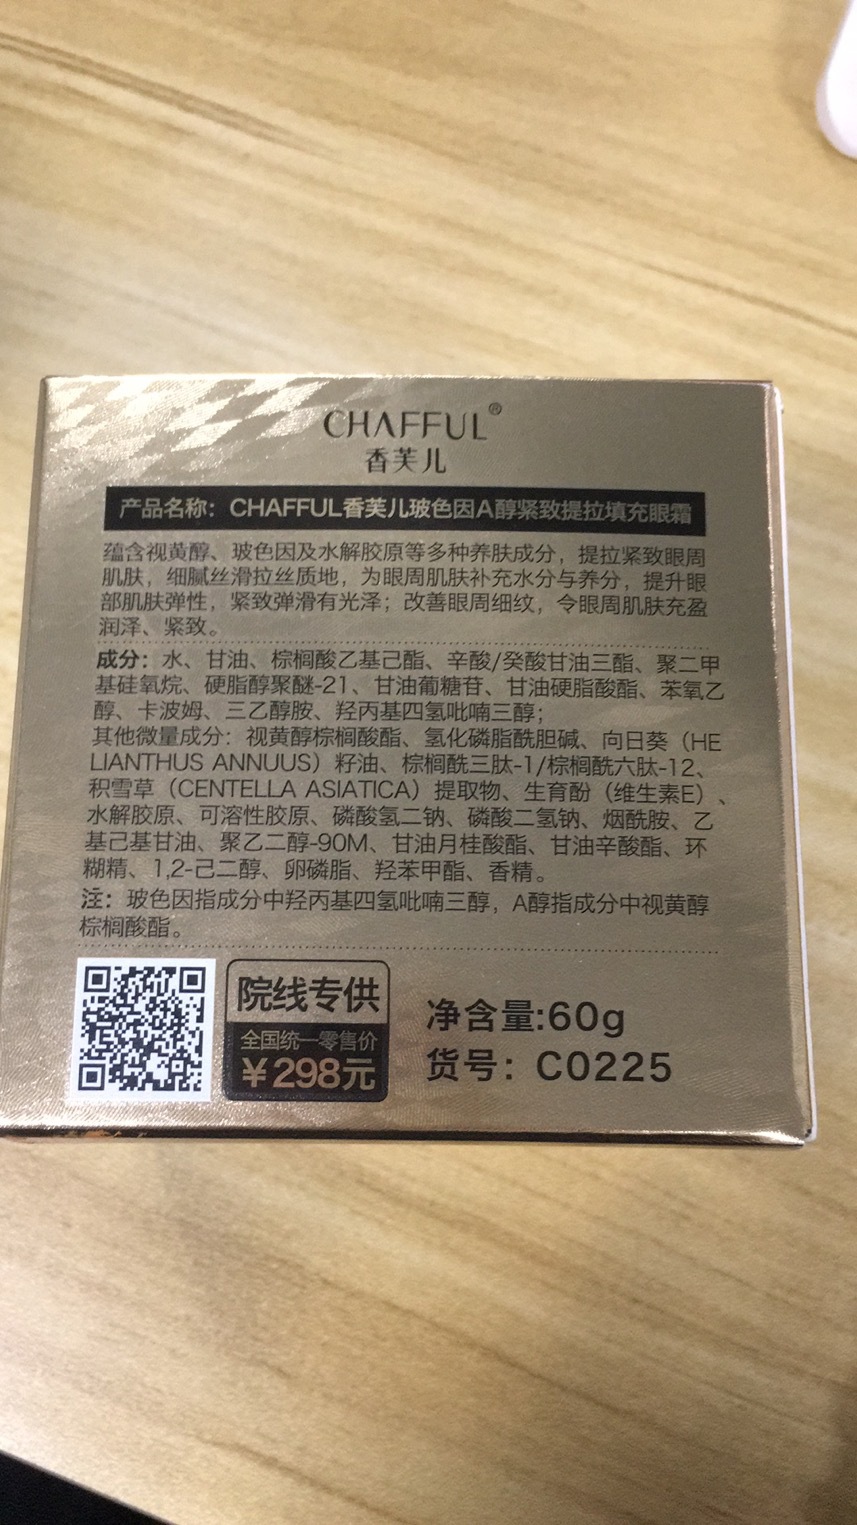 CHAFFUL®
香芙儿
产品名称：CHAFFUL香芙儿玻色因A醇紧致提拉填充眼霜
蕴含视黄醇、玻色因及水解胶原等多种养肤成分，提拉紧致眼周
肌肤，细腻丝滑拉丝质地，为眼周肌肤补充水分与养分，提升眼
部肌肤弹性，紧致弹滑有光泽；改善眼周细纹，令眼周肌肤充盈
润泽、紧致。
成分：水、甘油、棕榈酸乙基己酯、辛酸/癸酸甘油三酯、聚二甲
基硅氧烷、硬脂醇聚醚-21、甘油葡糖苷、甘油硬脂酸酯、苯氧乙
醇、卡波姆、三乙醇胺、羟丙基四氢吡喃三醇；
其他微量成分：视黄醇棕榈酸酯、氢化磷脂酰胆碱、向日葵（HE
LIANTHUS ANNUUS）籽油、棕榈酰三肽-1/棕榈酰六肽-12、
积雪草（CENTELLA ASIATICA）提取物、生育酚（维生素E）、
水解胶原、可溶性胶原、磷酸氢二钠、磷酸二氢钠、烟酰胺、乙
基己基甘油、聚乙二醇-90M、甘油月桂酸酯、甘油辛酸酯、环
糊精、1,2-己二醇、卵磷脂、羟苯甲酯、香精。
注：玻色因指成分中羟丙基四氢吡喃三醇，A醇指成分中视黄醇
棕榈酸酯。
院线专供
全国统一零售价
￥298元
净含量:60g
货号：C0225